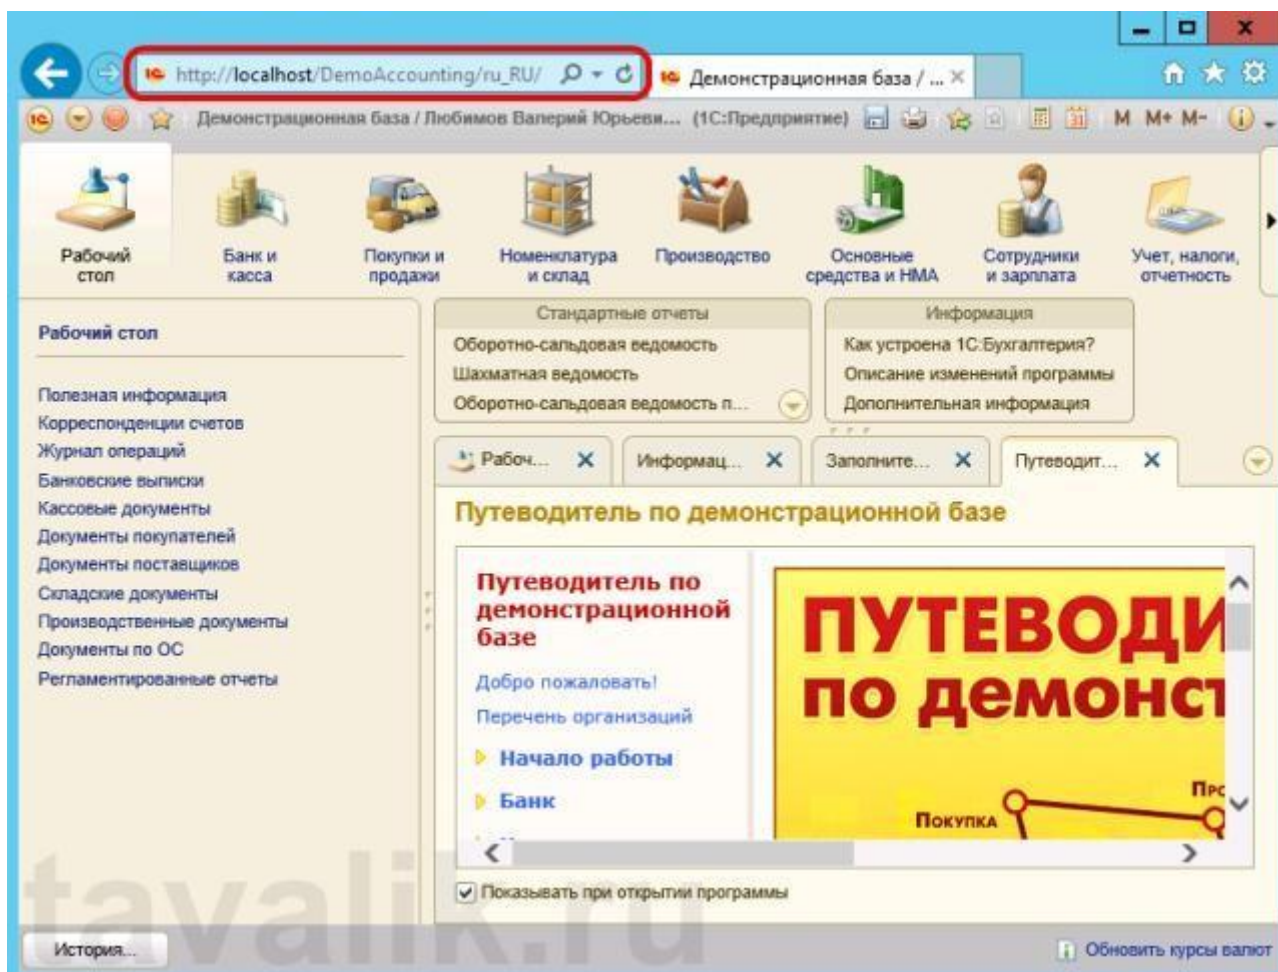 http://localhost/DemoAccounting/ru_RU/
Демонстрационная база / ...
Демонстрационная база / Любимов Валерий Юрьеви... (1С:Предприятие)
M M+ M-
Рабочий
стол
Банк и
касса
Покупки и
продажи
Номенклатура
и склад
Производство
Основные
средства и НМА
Сотрудники
и зарплата
Учет, налоги,
отчетность
Рабочий стол
Полезная информация
Корреспонденции счетов
Журнал операций
Банковские выписки
Кассовые документы
Документы покупателей
Документы поставщиков
Складские документы
Производственные документы
Документы по ОС
Регламентированные отчеты
Стандартные отчеты
Оборотно-сальдовая ведомость
Шахматная ведомость
Оборотно-сальдовая ведомость п...
Информация
Как устроена 1С:Бухгалтерия?
Описание изменений программы
Дополнительная информация
Рабоч...
Информац...
Заполните...
Путеводит...
Путеводитель по демонстрационной базе
Путеводитель по
демонстрационной
базе
Добро пожаловать!
Перечень организаций
Начало работы
Банк
ПУТЕВОДИ
по демонст
Покупка
Про
Показывать при открытии программы
tavalik.ru
История...
Обновить курсы валют